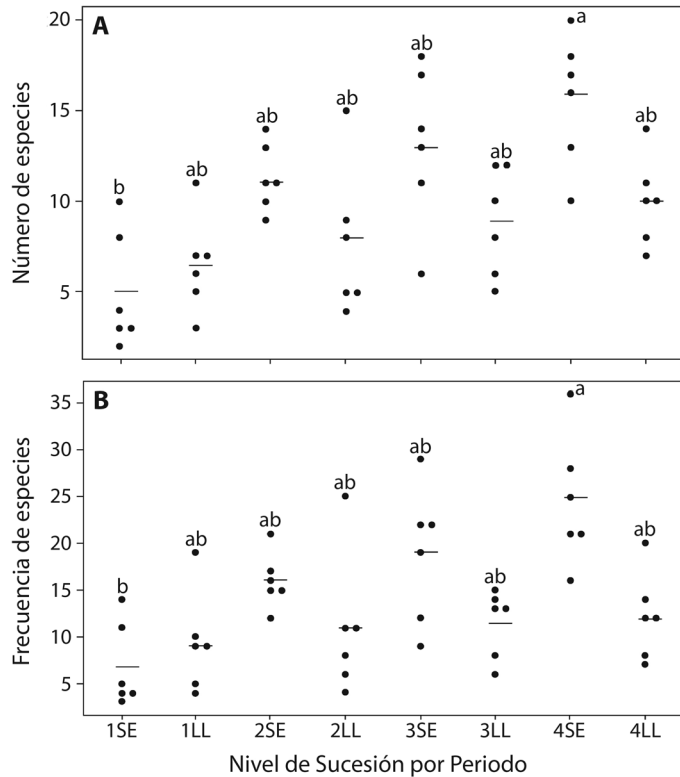 A
Número de especies
20
15
10
5
b
ab
ab
ab
ab
ab
a
ab
B
Frecuencia de especies
35
30
25
20
15
10
5
b
ab
ab
ab
ab
ab
a
ab
1SE 1LL 2SE 2LL 3SE 3LL 4SE 4LL
Nivel de Sucesión por Periodo